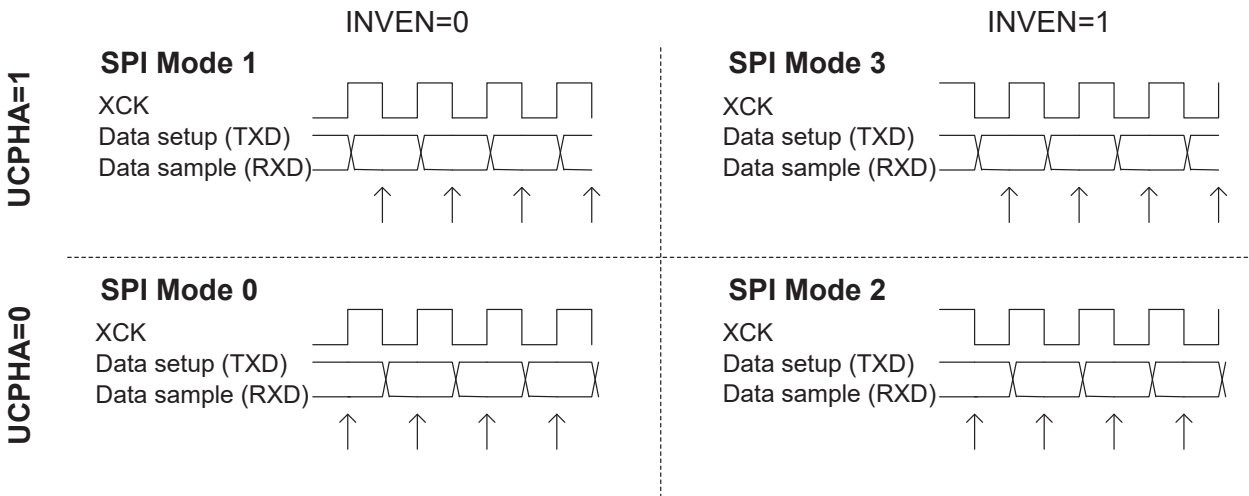 INVEN=0
INVEN=1
UCPHA=1
SPI Mode 1
XCK
Data setup (TXD)
Data sample (RXD)
SPI Mode 3
XCK
Data setup (TXD)
Data sample (RXD)
UCPHA=0
SPI Mode 0
XCK
Data setup (TXD)
Data sample (RXD)
SPI Mode 2
XCK
Data setup (TXD)
Data sample (RXD)